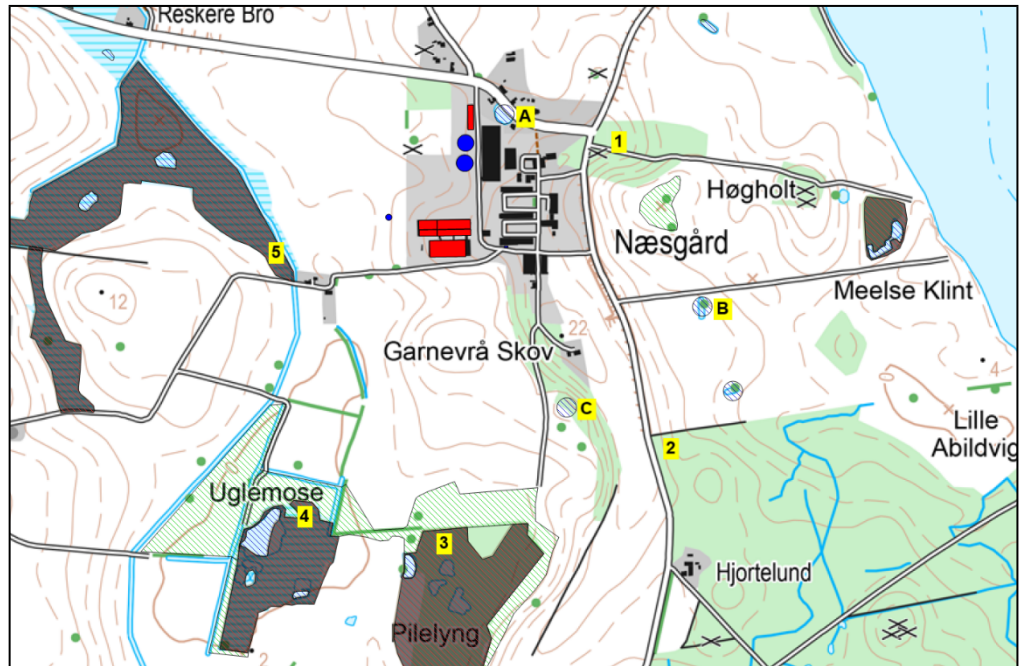 Reskere Bro
A
1
Høgholt
Næsgård
5
Meelse Klint
12
B
22
Garnevrå Skov
4
C
Lille
Abildvig
2
Uglemose
4
3
Hjortelund
Pilelyng
2